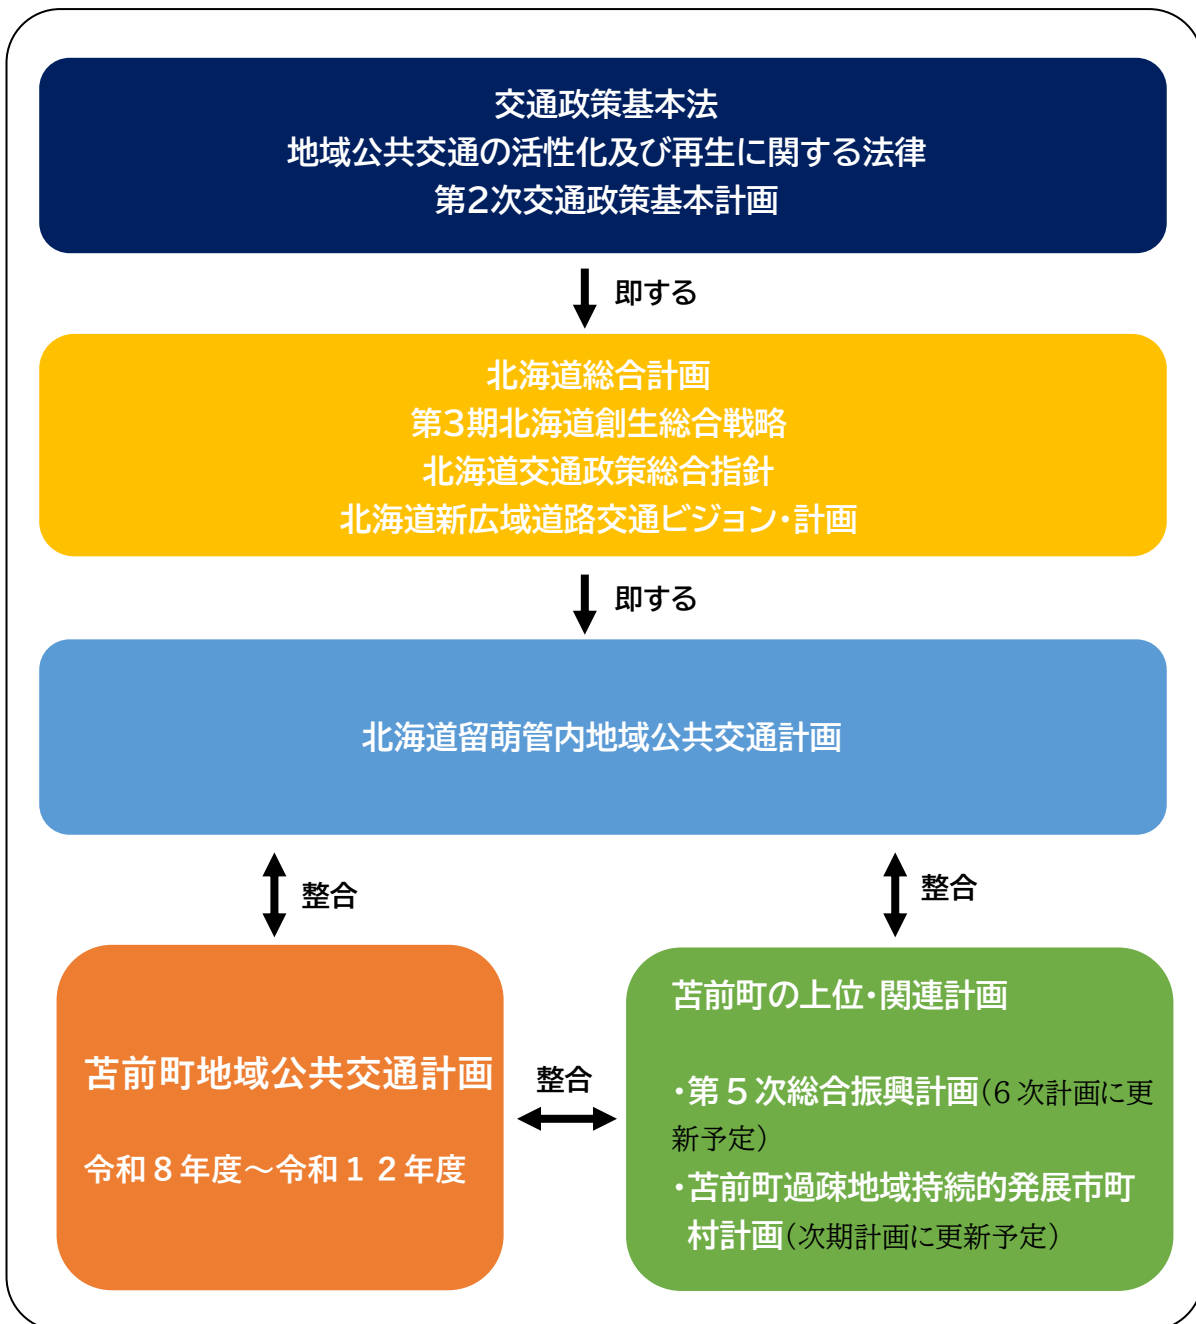 交通政策基本法
地域公共交通の活性化及び再生に関する法律
第2次交通政策基本計画
即する
北海道総合計画
第3期北海道創生総合戦略
北海道交通政策総合指針
北海道新広域道路交通ビジョン・計画
即する
北海道留萌管内地域公共交通計画
整合
整合
苫前町地域公共交通計画
令和８年度～令和１２年度
整合
苫前町の上位・関連計画
・第５次総合振興計画（６次計画に更
新予定）
・苫前町過疎地域持続的発展市町
村計画（次期計画に更新予定）